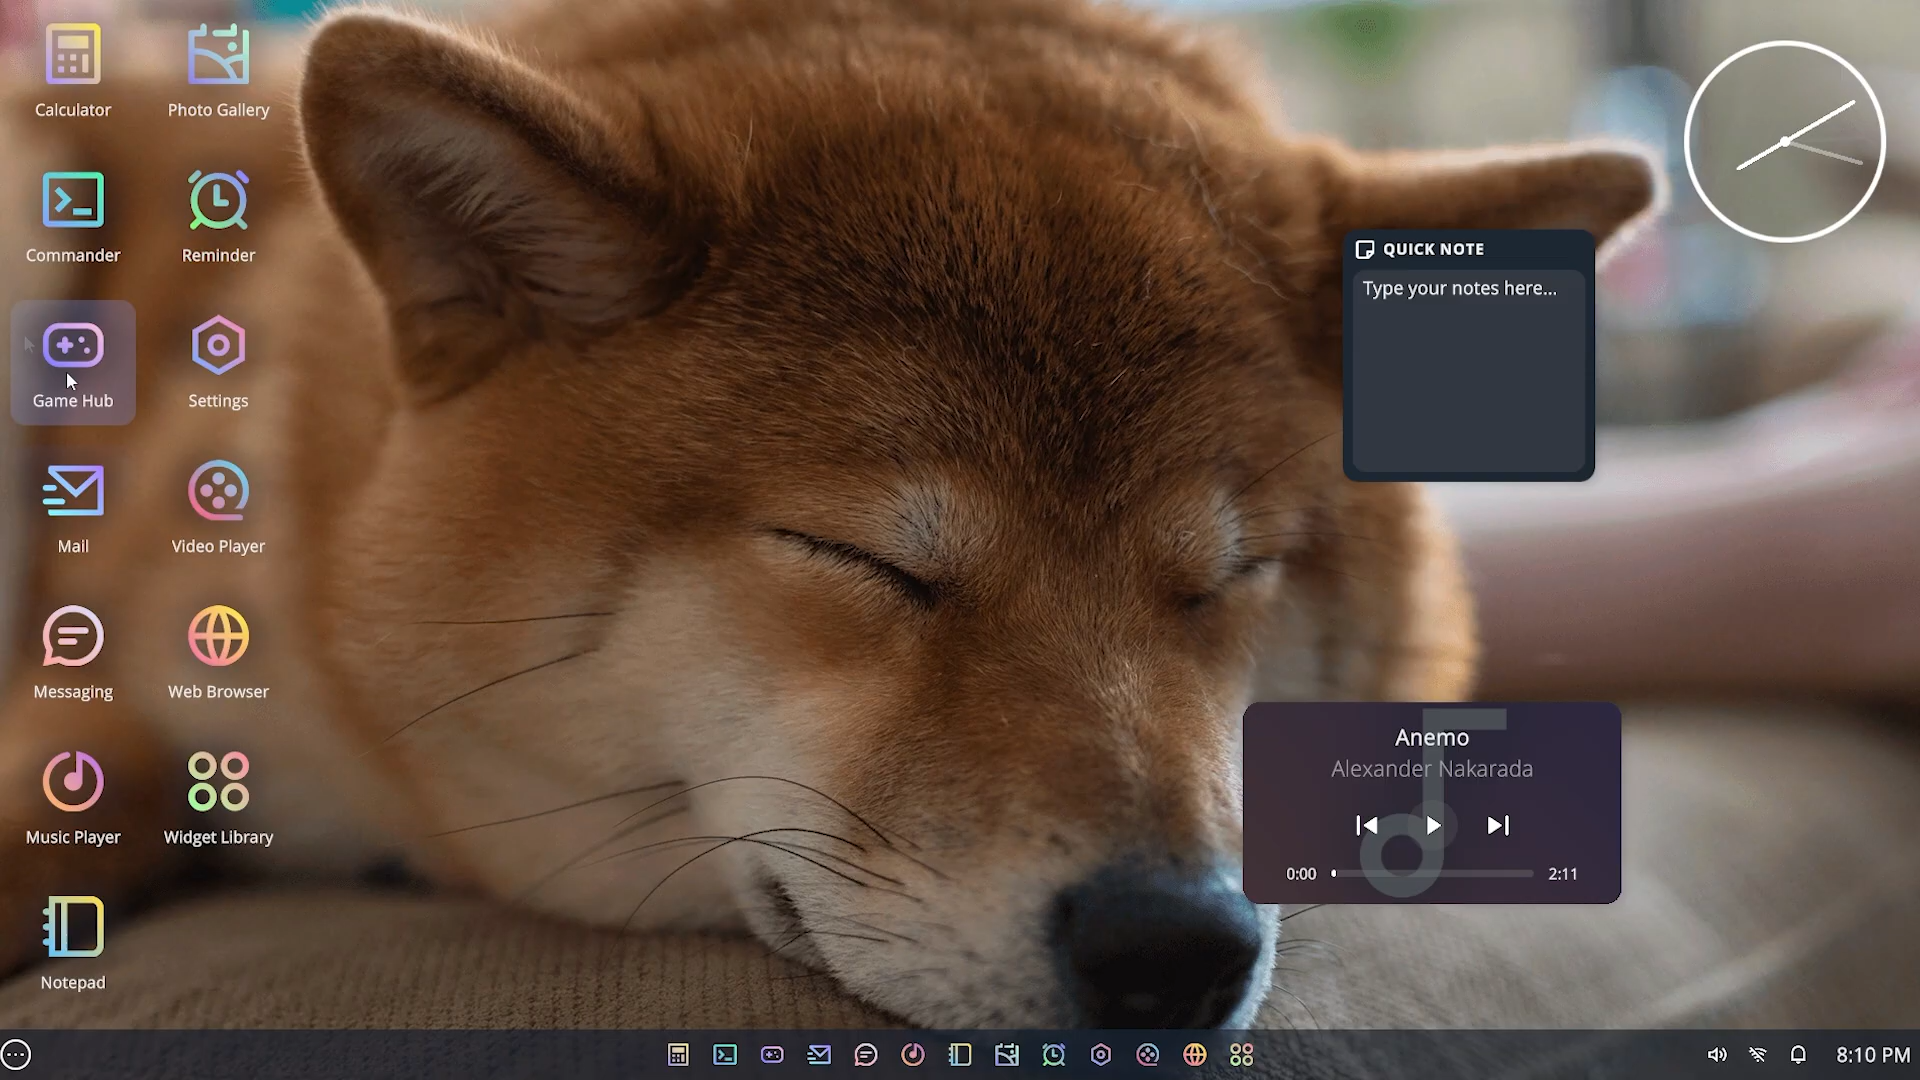 Calculator
Photo Gallery
Commander
Reminder
Game Hub
Settings
Mail
Video Player
Messaging
Web Browser
Music Player
Widget Library
Notepad
QUICK NOTE
Type your notes here...
Anemo
Alexander Nakarada
0:00
2:11
8:10 PM